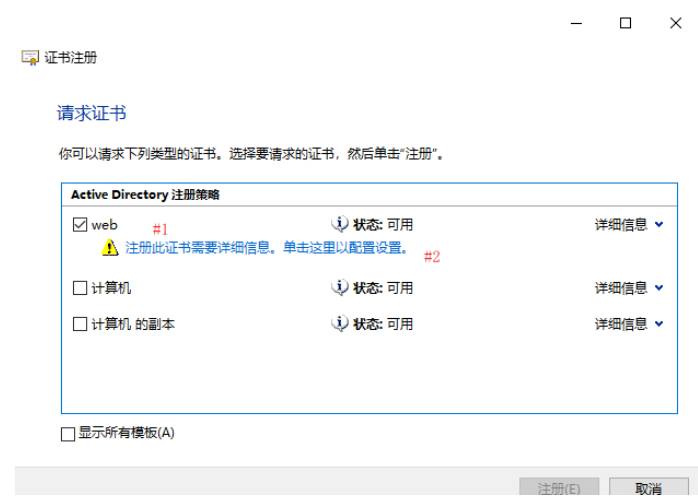 证书注册
请求证书
你可以请求下列类型的证书。选择要请求的证书，然后单击“注册”。
Active Directory 注册策略
web #1 状态: 可用 详细信息
注册此证书需要详细信息。单击这里以配置设置。 #2
计算机 状态: 可用 详细信息
计算机 的副本 状态: 可用 详细信息
显示所有模板(A)
注册(E) 取消